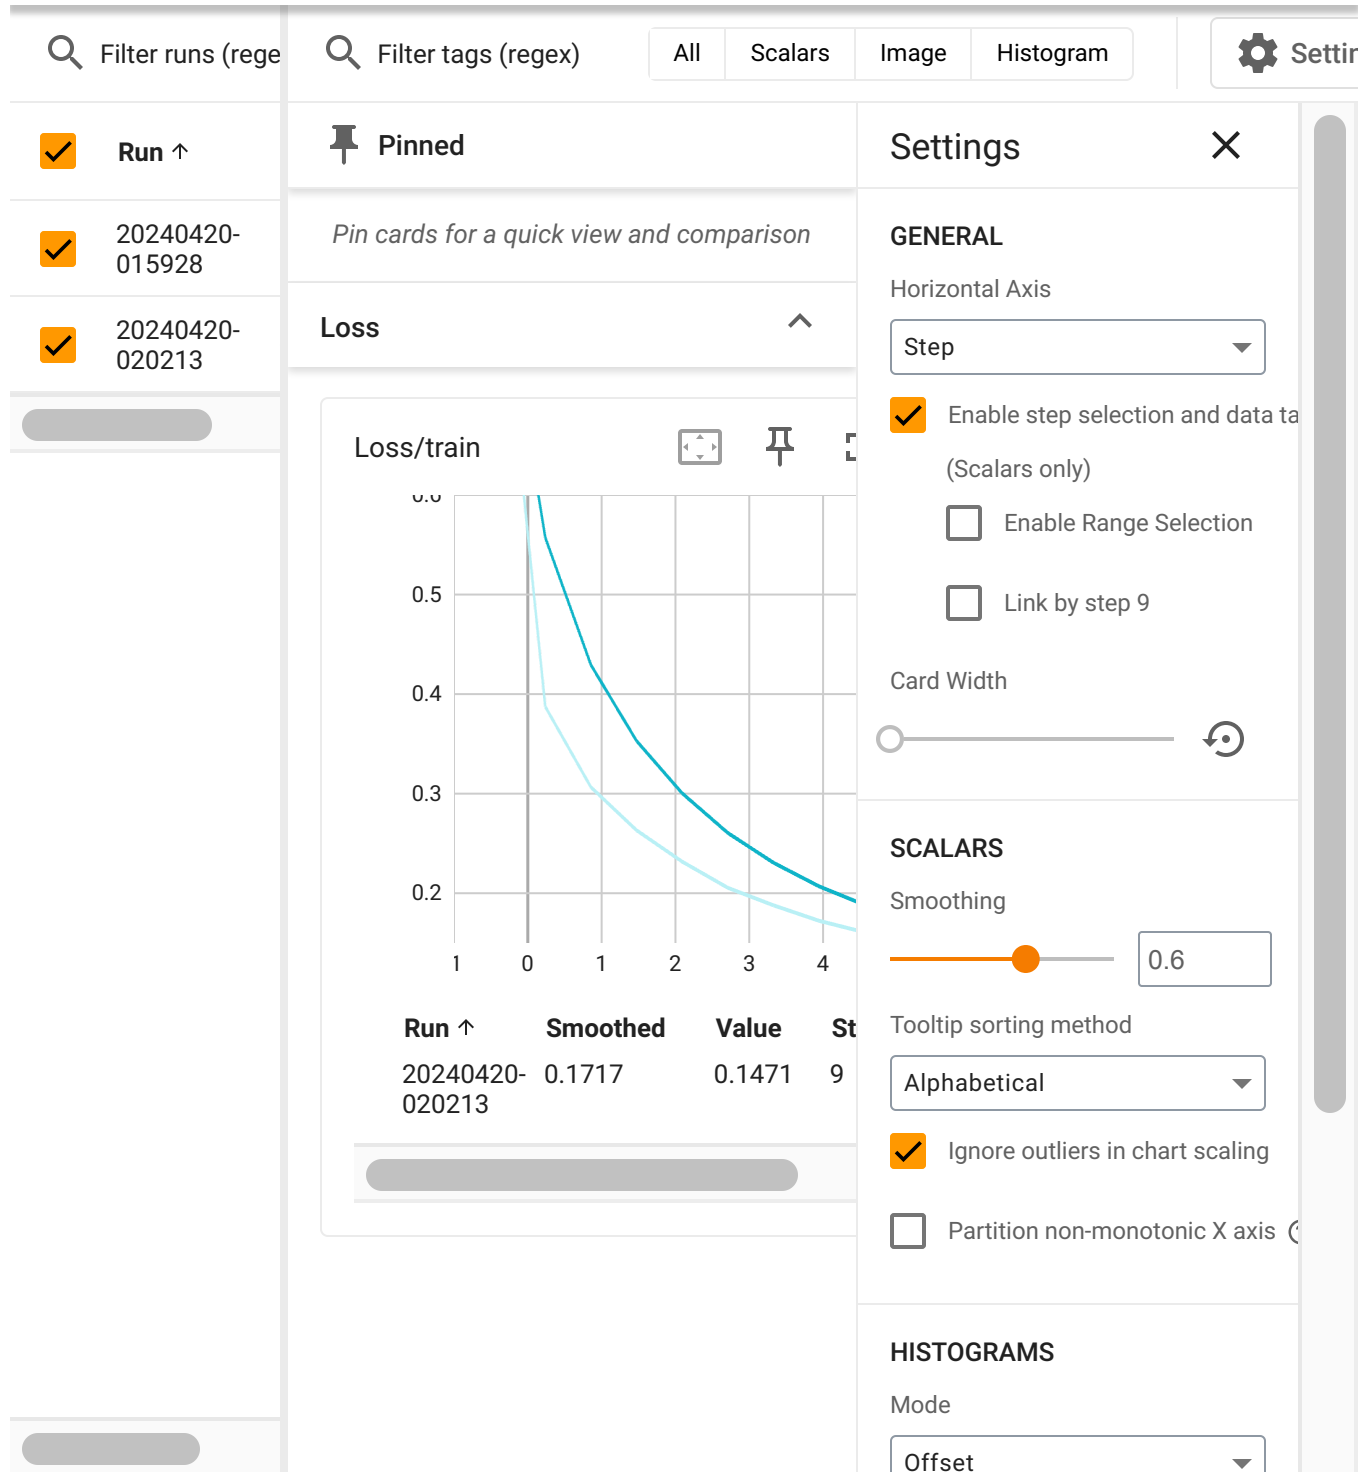 Filter runs (rege
Filter tags (regex)
All
Scalars
Image
Histogram
Settin
Run
20240420-
015928
20240420-
020213
Pinned
Pin cards for a quick view and comparison
Loss
Loss/train
0.6
0.5
0.4
0.3
0.2
1 0 1 2 3 4
Run Smoothed Value St
20240420- 0.1717 0.1471 9
020213
Settings
GENERAL
Horizontal Axis
Step
Enable step selection and data ta
(Scalars only)
Enable Range Selection
Link by step 9
Card Width
SCALARS
Smoothing
0.6
Tooltip sorting method
Alphabetical
Ignore outliers in chart scaling
Partition non-monotonic X axis
HISTOGRAMS
Mode
Offset